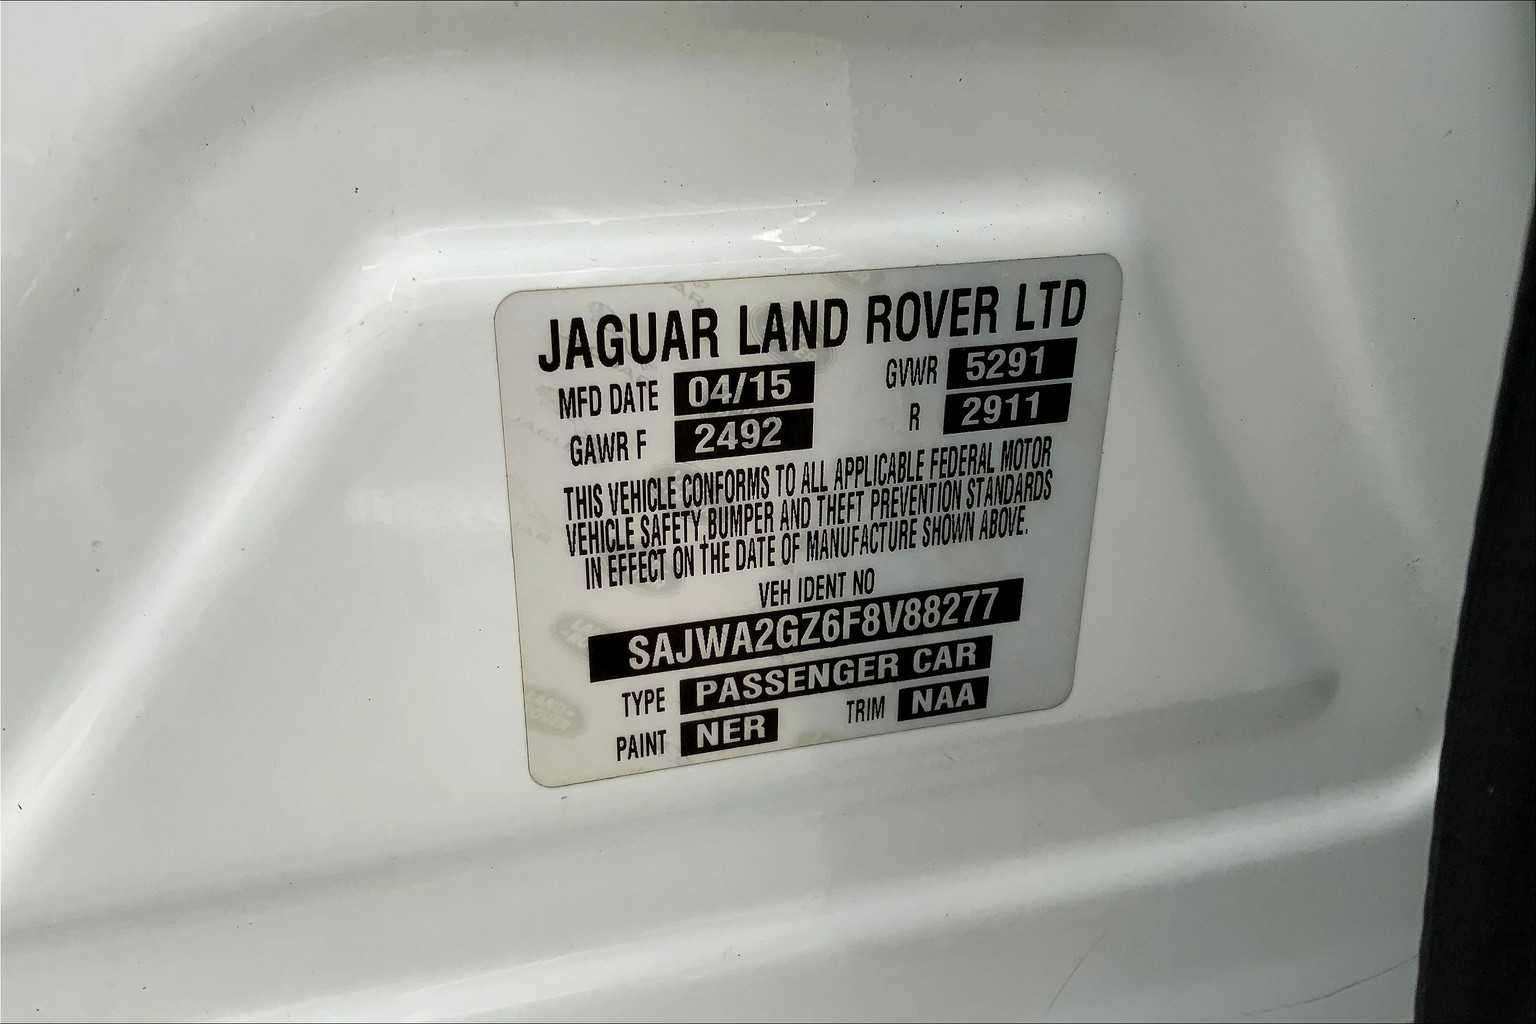 JAGUAR LAND ROVER LTD
MFD DATE 04/15 GVWR 5291
GAWR F 2492 R 2911
THIS VEHICLE CONFORMS TO ALL APPLICABLE FEDERAL MOTOR
VEHICLE SAFETY, BUMPER AND THEFT PREVENTION STANDARDS
IN EFFECT ON THE DATE OF MANUFACTURE SHOWN ABOVE.
VEH IDENT NO
SAJWA2GZ6F8V88277
TYPE PASSENGER CAR
PAINT NER TRIM NAA